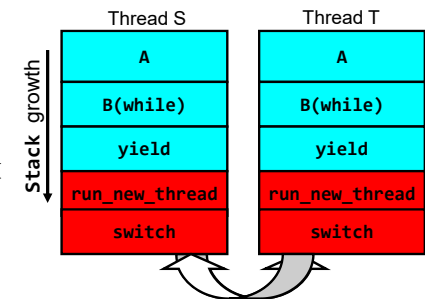 Thread S
Thread T
Stack growth
A
B(while)
yield
run_new_thread
switch
A
B(while)
yield
run_new_thread
switch